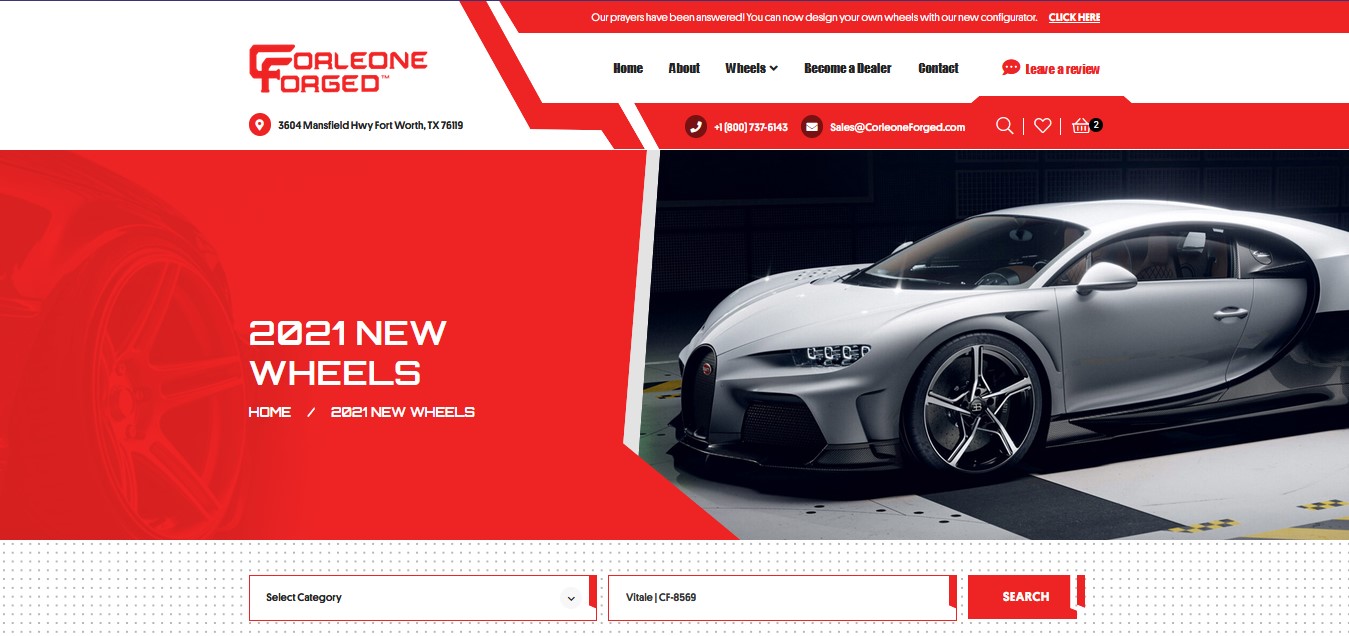 Our prayers have been answered! You can now design your own wheels with our new configurator. CLICK HERE
CORLEONE
FORGED™
Home About Wheels Become a Dealer Contact Leave a review
3604 Mansfield Hwy Fort Worth, TX 76119
+1 (800) 737-6143 Sales@CorleoneForged.com 2
2021 NEW
WHEELS
HOME / 2021 NEW WHEELS
Select Category Vitale | CF-8569 SEARCH